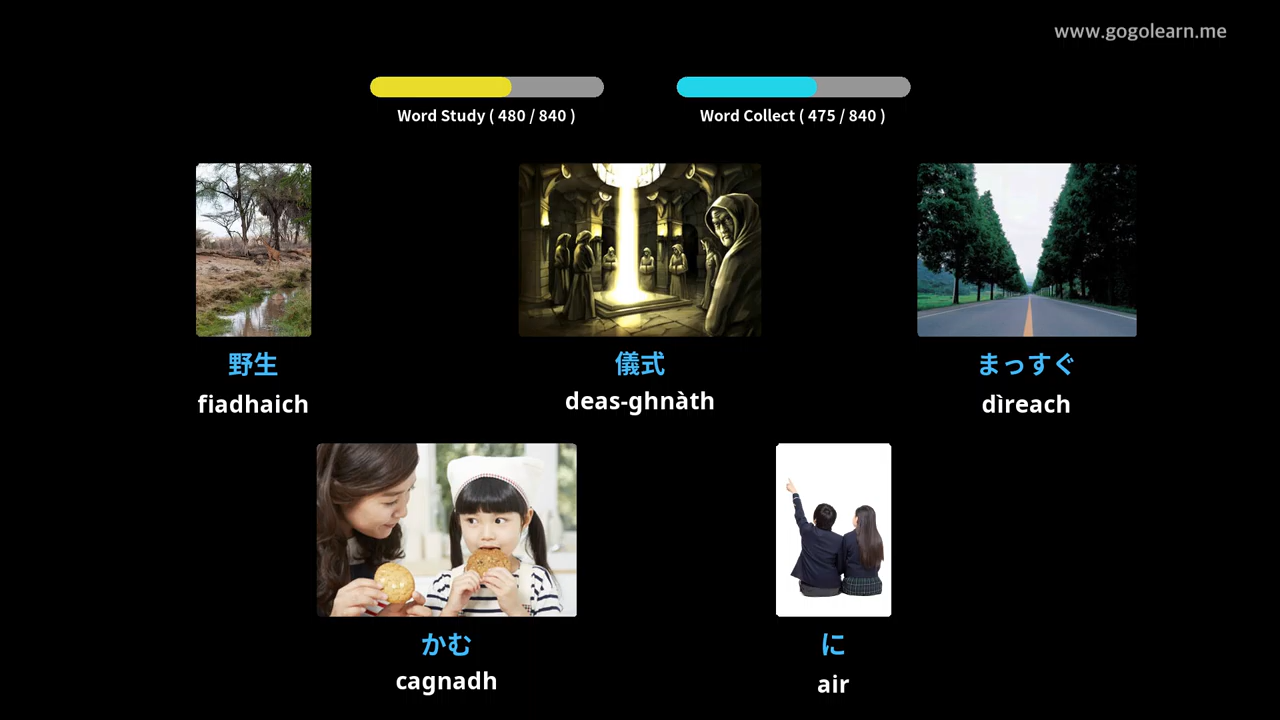 www.gogolearn.me
Word Study ( 480 / 840 )
Word Collect ( 475 / 840 )
野生
fiadhaich
儀式
deas-ghnàth
まっすぐ
dìreach
かむ
cagnadh
に
air